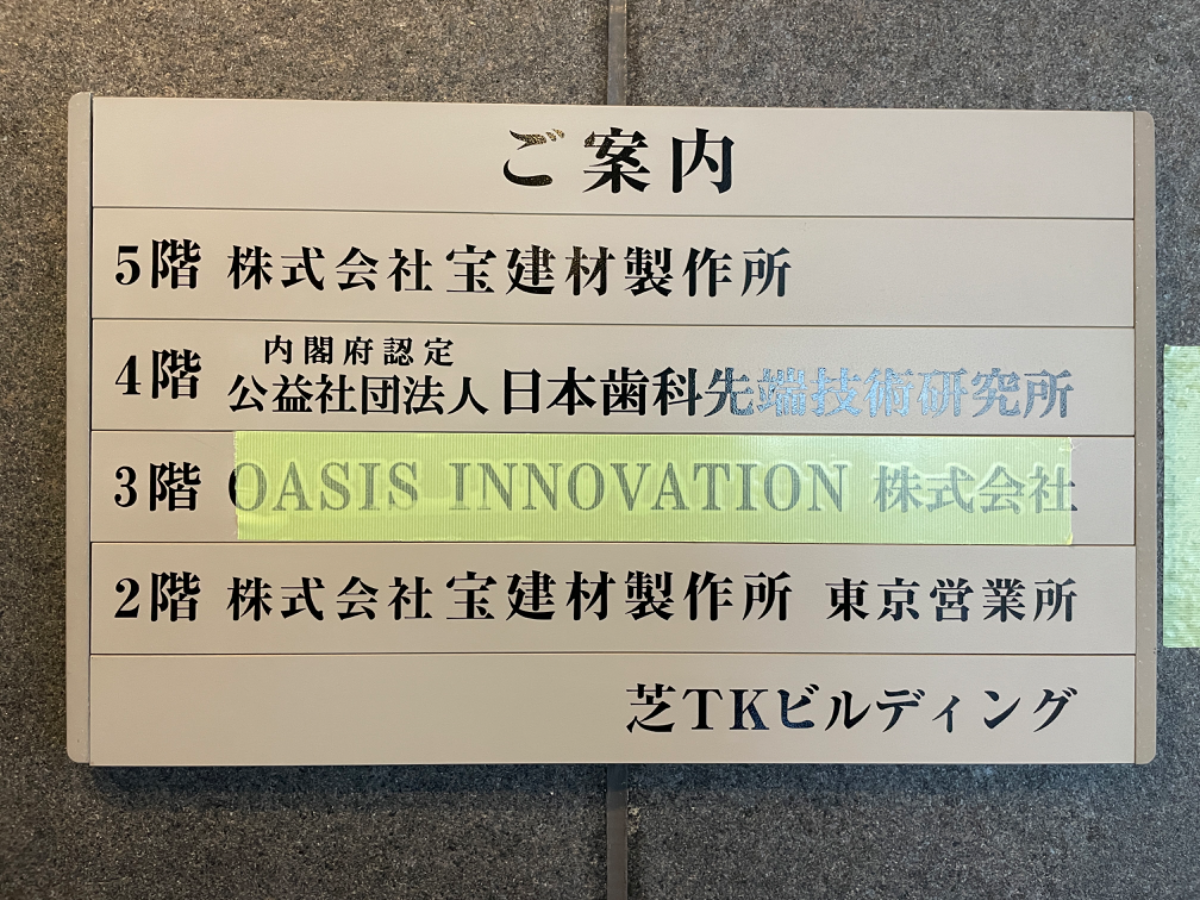 ご案内
5階 株式会社宝建材製作所
内閣府認定
4階 公益社団法人日本歯科先端技術研究所
3階 OASIS INNOVATION 株式会社
2階 株式会社宝建材製作所 東京営業所
芝TKビルディング